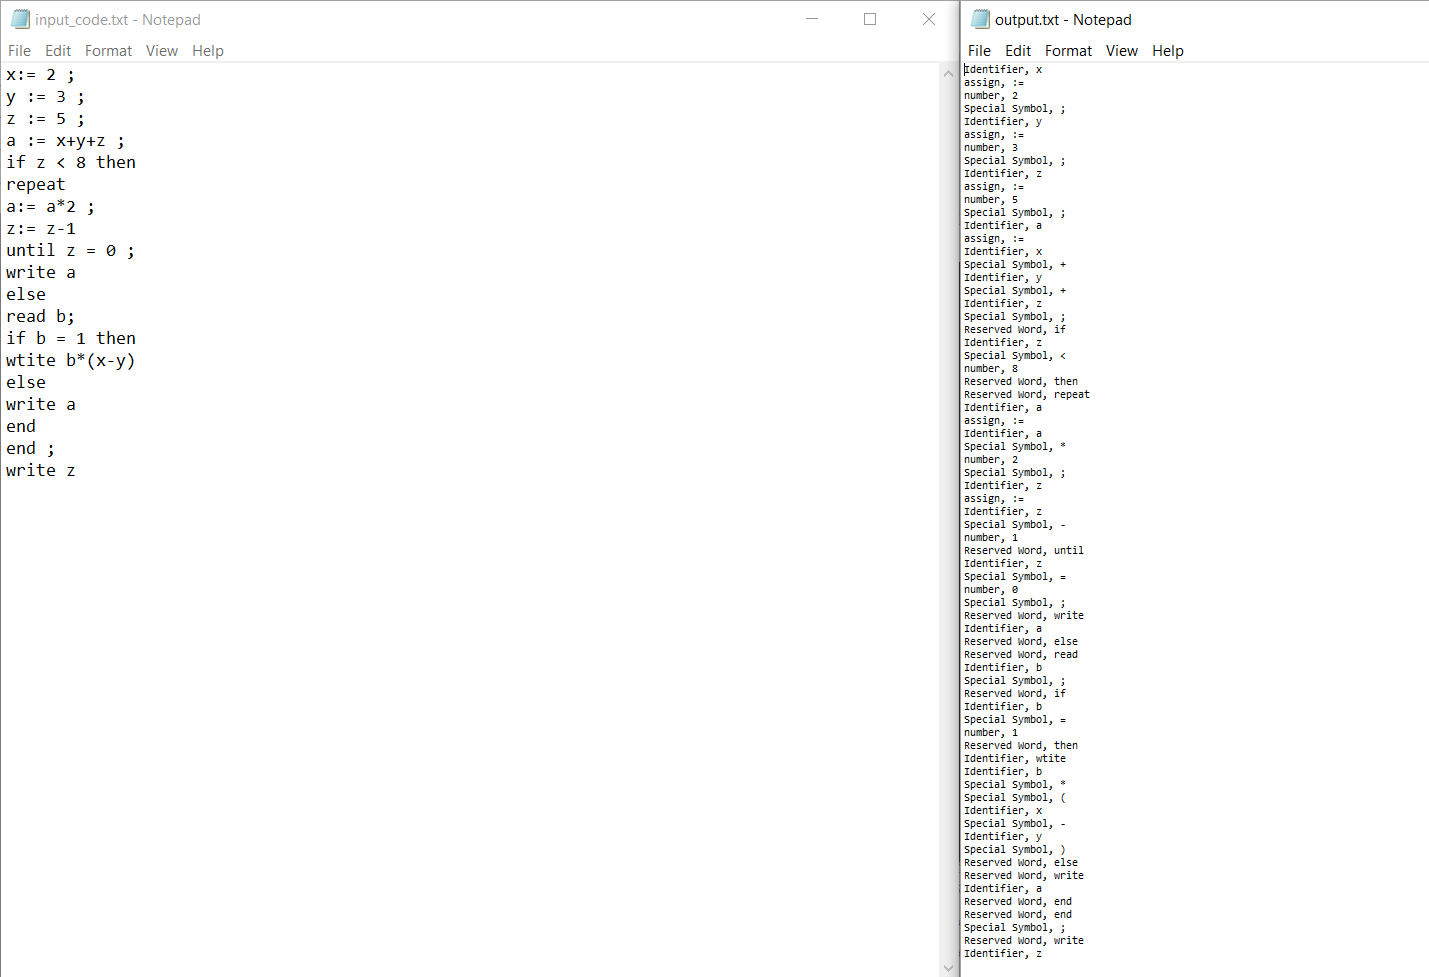 input_code.txt - Notepad
File Edit Format View Help
x:= 2 ;
y := 3 ;
z := 5 ;
a := x+y+z ;
if z < 8 then
repeat
a:= a*2 ;
z:= z-1
until z = 0 ;
write a
else
read b;
if b = 1 then
wtite b*(x-y)
else
write a
end
end ;
write z
output.txt - Notepad
File Edit Format View Help
Identifier, x
assign, :=
number, 2
Special Symbol, ;
Identifier, y
assign, :=
number, 3
Special Symbol, ;
Identifier, z
assign, :=
number, 5
Special Symbol, ;
Identifier, a
assign, :=
Identifier, x
Special Symbol, +
Identifier, y
Special Symbol, +
Identifier, z
Special Symbol, ;
Reserved Word, if
Identifier, z
Special Symbol, <
number, 8
Reserved Word, then
Reserved Word, repeat
Identifier, a
assign, :=
Identifier, a
Special Symbol, *
number, 2
Special Symbol, ;
Identifier, z
assign, :=
Identifier, z
Special Symbol, -
number, 1
Reserved Word, until
Identifier, z
Special Symbol, =
number, 0
Special Symbol, ;
Reserved Word, write
Identifier, a
Reserved Word, else
Reserved Word, read
Identifier, b
Special Symbol, ;
Reserved Word, if
Identifier, b
Special Symbol, =
number, 1
Reserved Word, then
Identifier, wtite
Identifier, b
Special Symbol, *
Special Symbol, (
Identifier, x
Special Symbol, -
Identifier, y
Special Symbol, )
Reserved Word, else
Reserved Word, write
Identifier, a
Reserved Word, end
Reserved Word, end
Special Symbol, ;
Reserved Word, write
Identifier, z